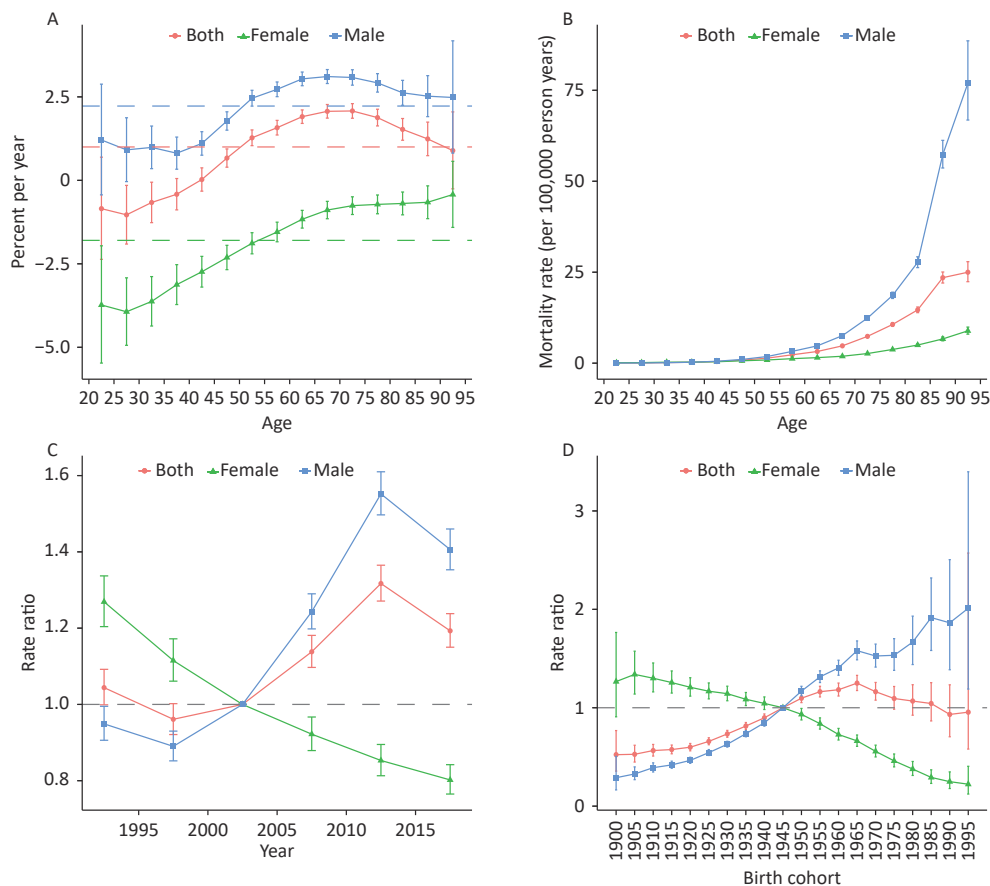 A
Both Female Male
Percent per year
2.5
0
−2.5
−5.0
20 25 30 35 40 45 50 55 60 65 70 75 80 85 90 95
Age
B
Both Female Male
Mortality rate (per 100,000 person years)
75
50
25
0
20 25 30 35 40 45 50 55 60 65 70 75 80 85 90 95
Age
C
Both Female Male
Rate ratio
1.6
1.4
1.2
1.0
0.8
1995 2000 2005 2010 2015
Year
D
Both Female Male
Rate ratio
3
2
1
0
1900 1905 1910 1915 1920 1925 1930 1935 1940 1945 1950 1955 1960 1965 1970 1975 1980 1985 1990 1995
Birth cohort